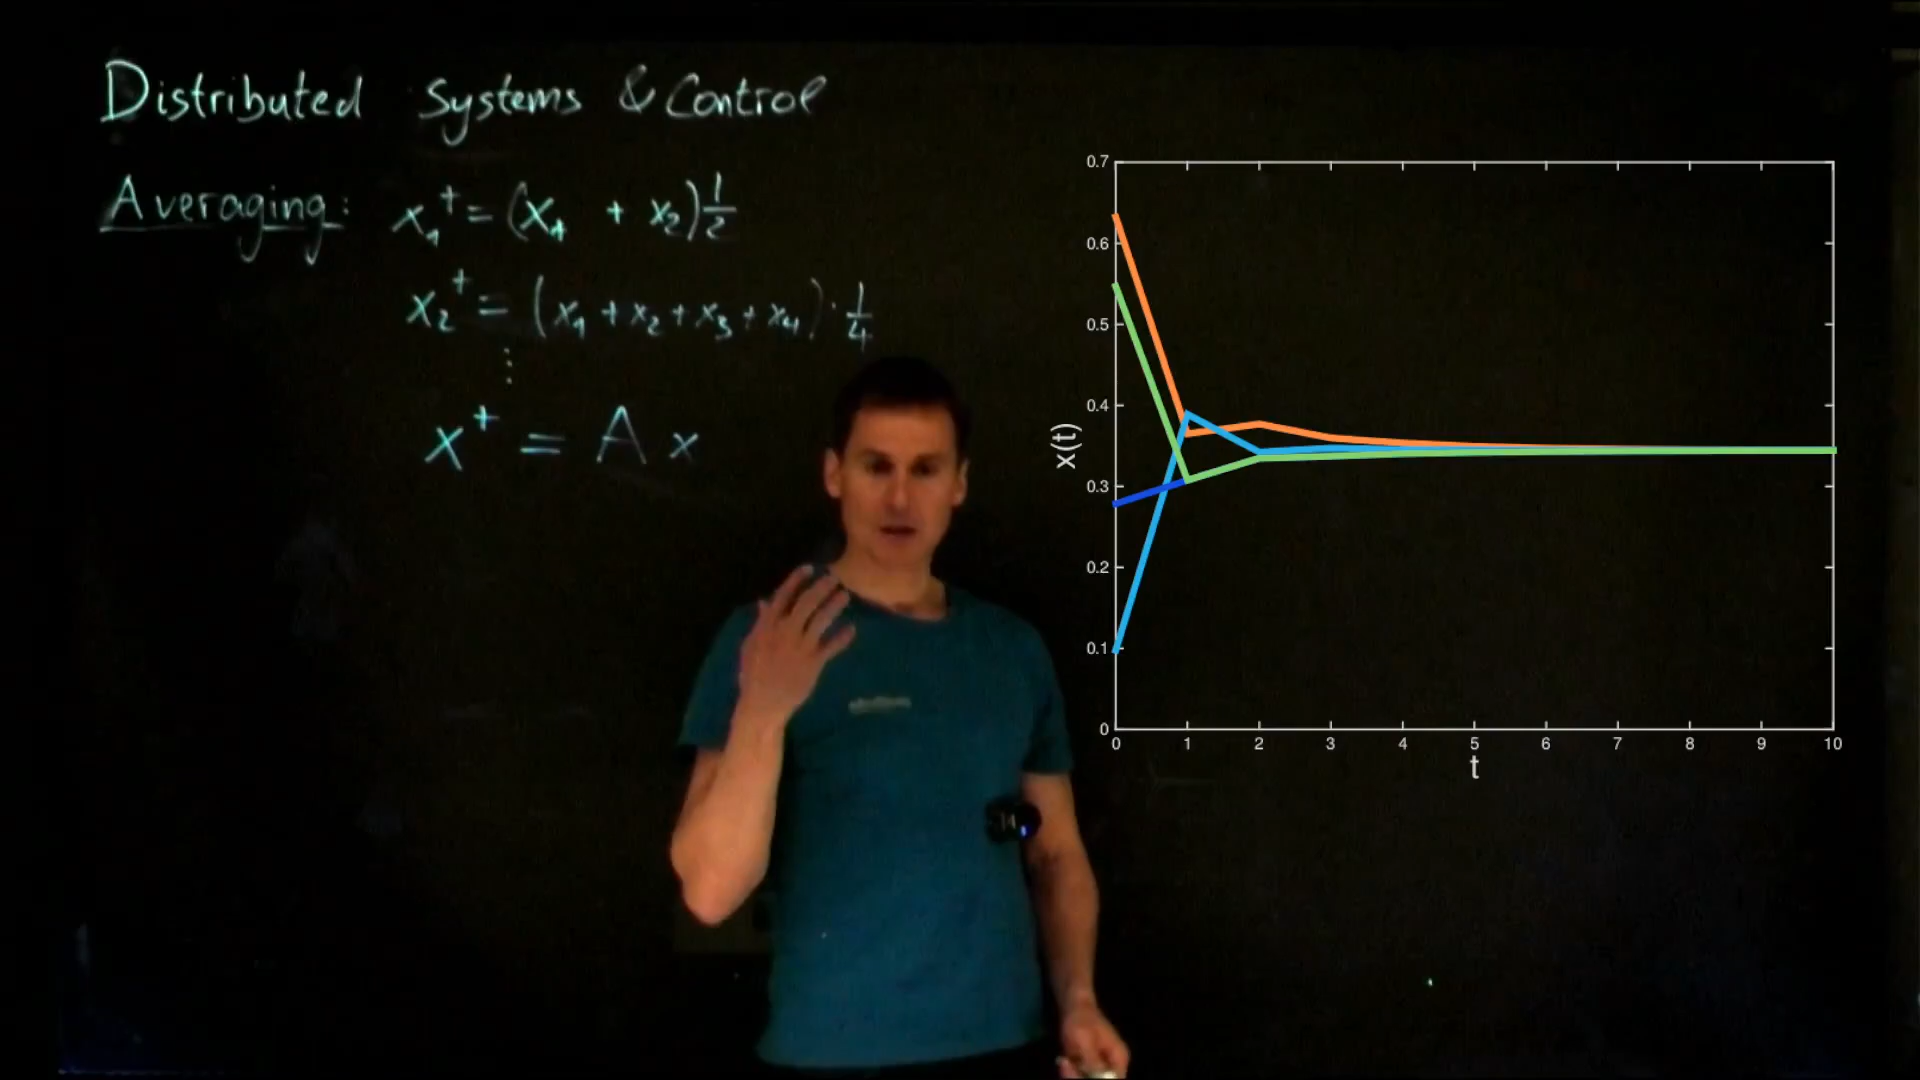 Distributed Systems & Control
Averaging: x₁⁺ = (x₁ + x₂) 1/2
x₂⁺ = (x₁ + x₂ + x₃ + x₄) · 1/4
⋮
x⁺ = A x
0.7
0.6
0.5
0.4
0.3
0.2
0.1
0
x(t)
0 1 2 3 4 5 6 7 8 9 10
t
14